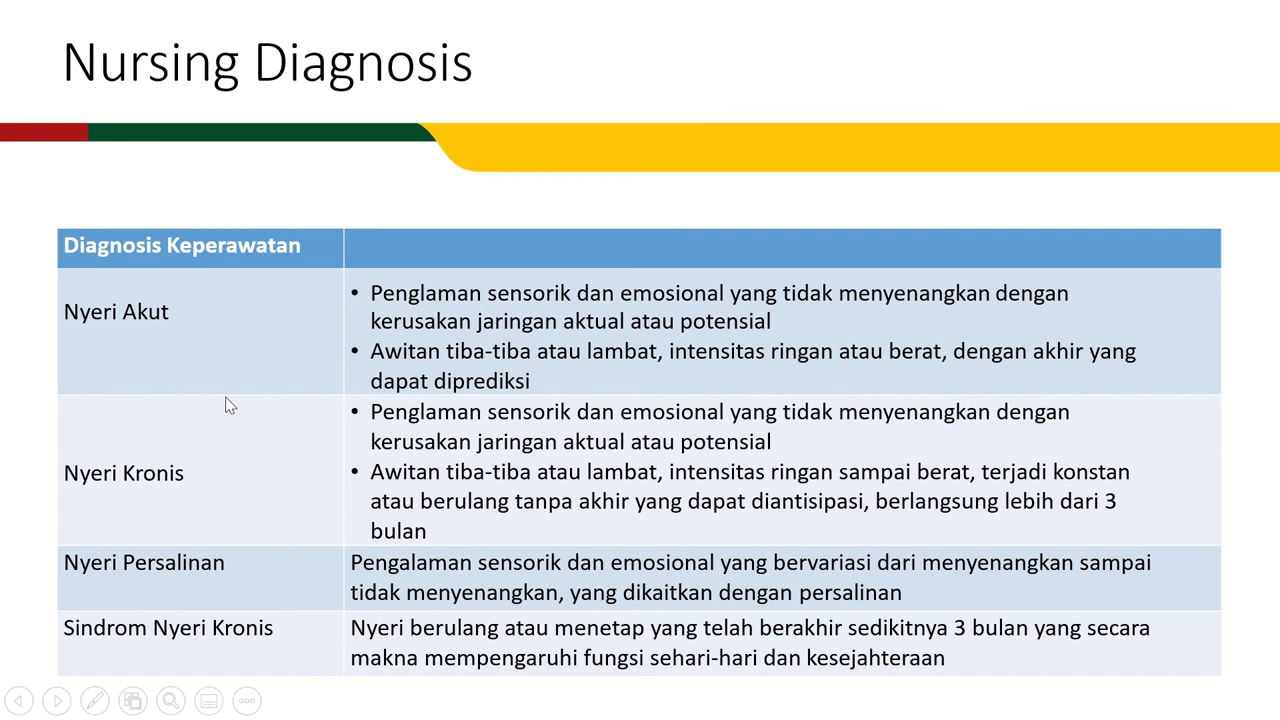 Nursing Diagnosis
Diagnosis Keperawatan
Nyeri Akut
• Penglaman sensorik dan emosional yang tidak menyenangkan dengan
kerusakan jaringan aktual atau potensial
• Awitan tiba-tiba atau lambat, intensitas ringan atau berat, dengan akhir yang
dapat diprediksi
Nyeri Kronis
• Penglaman sensorik dan emosional yang tidak menyenangkan dengan
kerusakan jaringan aktual atau potensial
• Awitan tiba-tiba atau lambat, intensitas ringan sampai berat, terjadi konstan
atau berulang tanpa akhir yang dapat diantisipasi, berlangsung lebih dari 3
bulan
Nyeri Persalinan
Pengalaman sensorik dan emosional yang bervariasi dari menyenangkan sampai
tidak menyenangkan, yang dikaitkan dengan persalinan
Sindrom Nyeri Kronis
Nyeri berulang atau menetap yang telah berakhir sedikitnya 3 bulan yang secara
makna mempengaruhi fungsi sehari-hari dan kesejahteraan